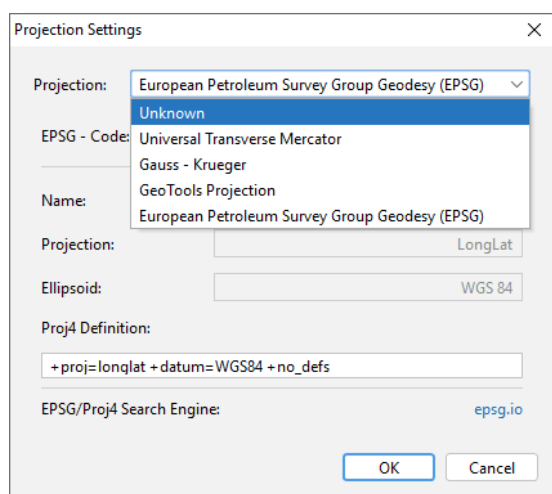 Projection Settings
Projection: European Petroleum Survey Group Geodesy (EPSG)
Unknown
EPSG - Code: Universal Transverse Mercator
Gauss - Krueger
GeoTools Projection
Name:
European Petroleum Survey Group Geodesy (EPSG)
Projection: LongLat
Ellipsoid: WGS 84
Proj4 Definition:
+proj=longlat +datum=WGS84 +no_defs
EPSG/Proj4 Search Engine: epsg.io
OK Cancel